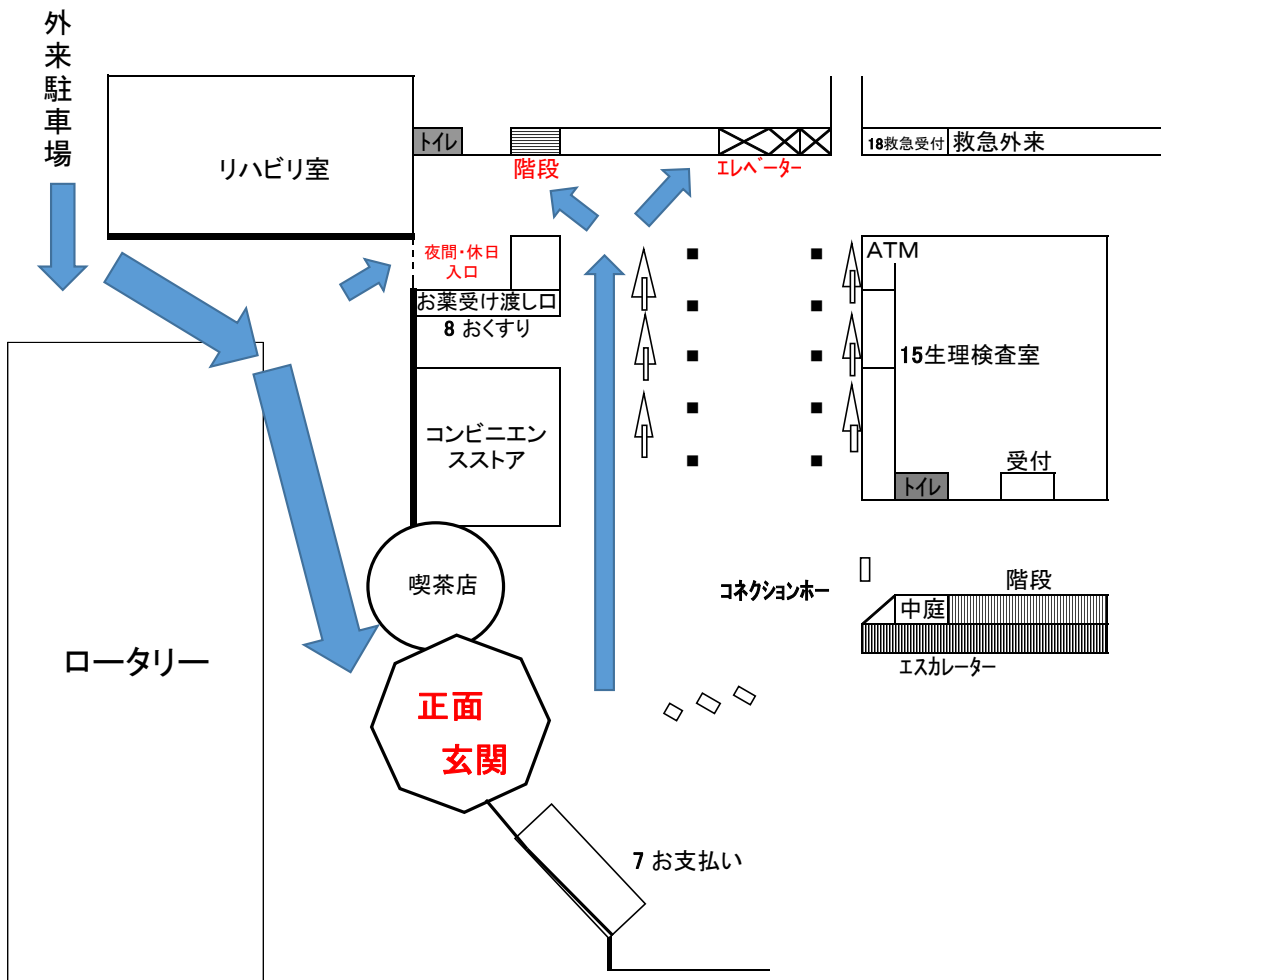 外来駐車場
リハビリ室
トイレ
階段
エレベーター
18救急受付
救急外来
夜間・休日
入口
お薬受け渡し口
8 おくすり
ATM
15生理検査室
コンビニエン
スストア
トイレ
受付
喫茶店
コネクションホー
階段
中庭
エスカレーター
ロータリー
正面
玄関
7 お支払い